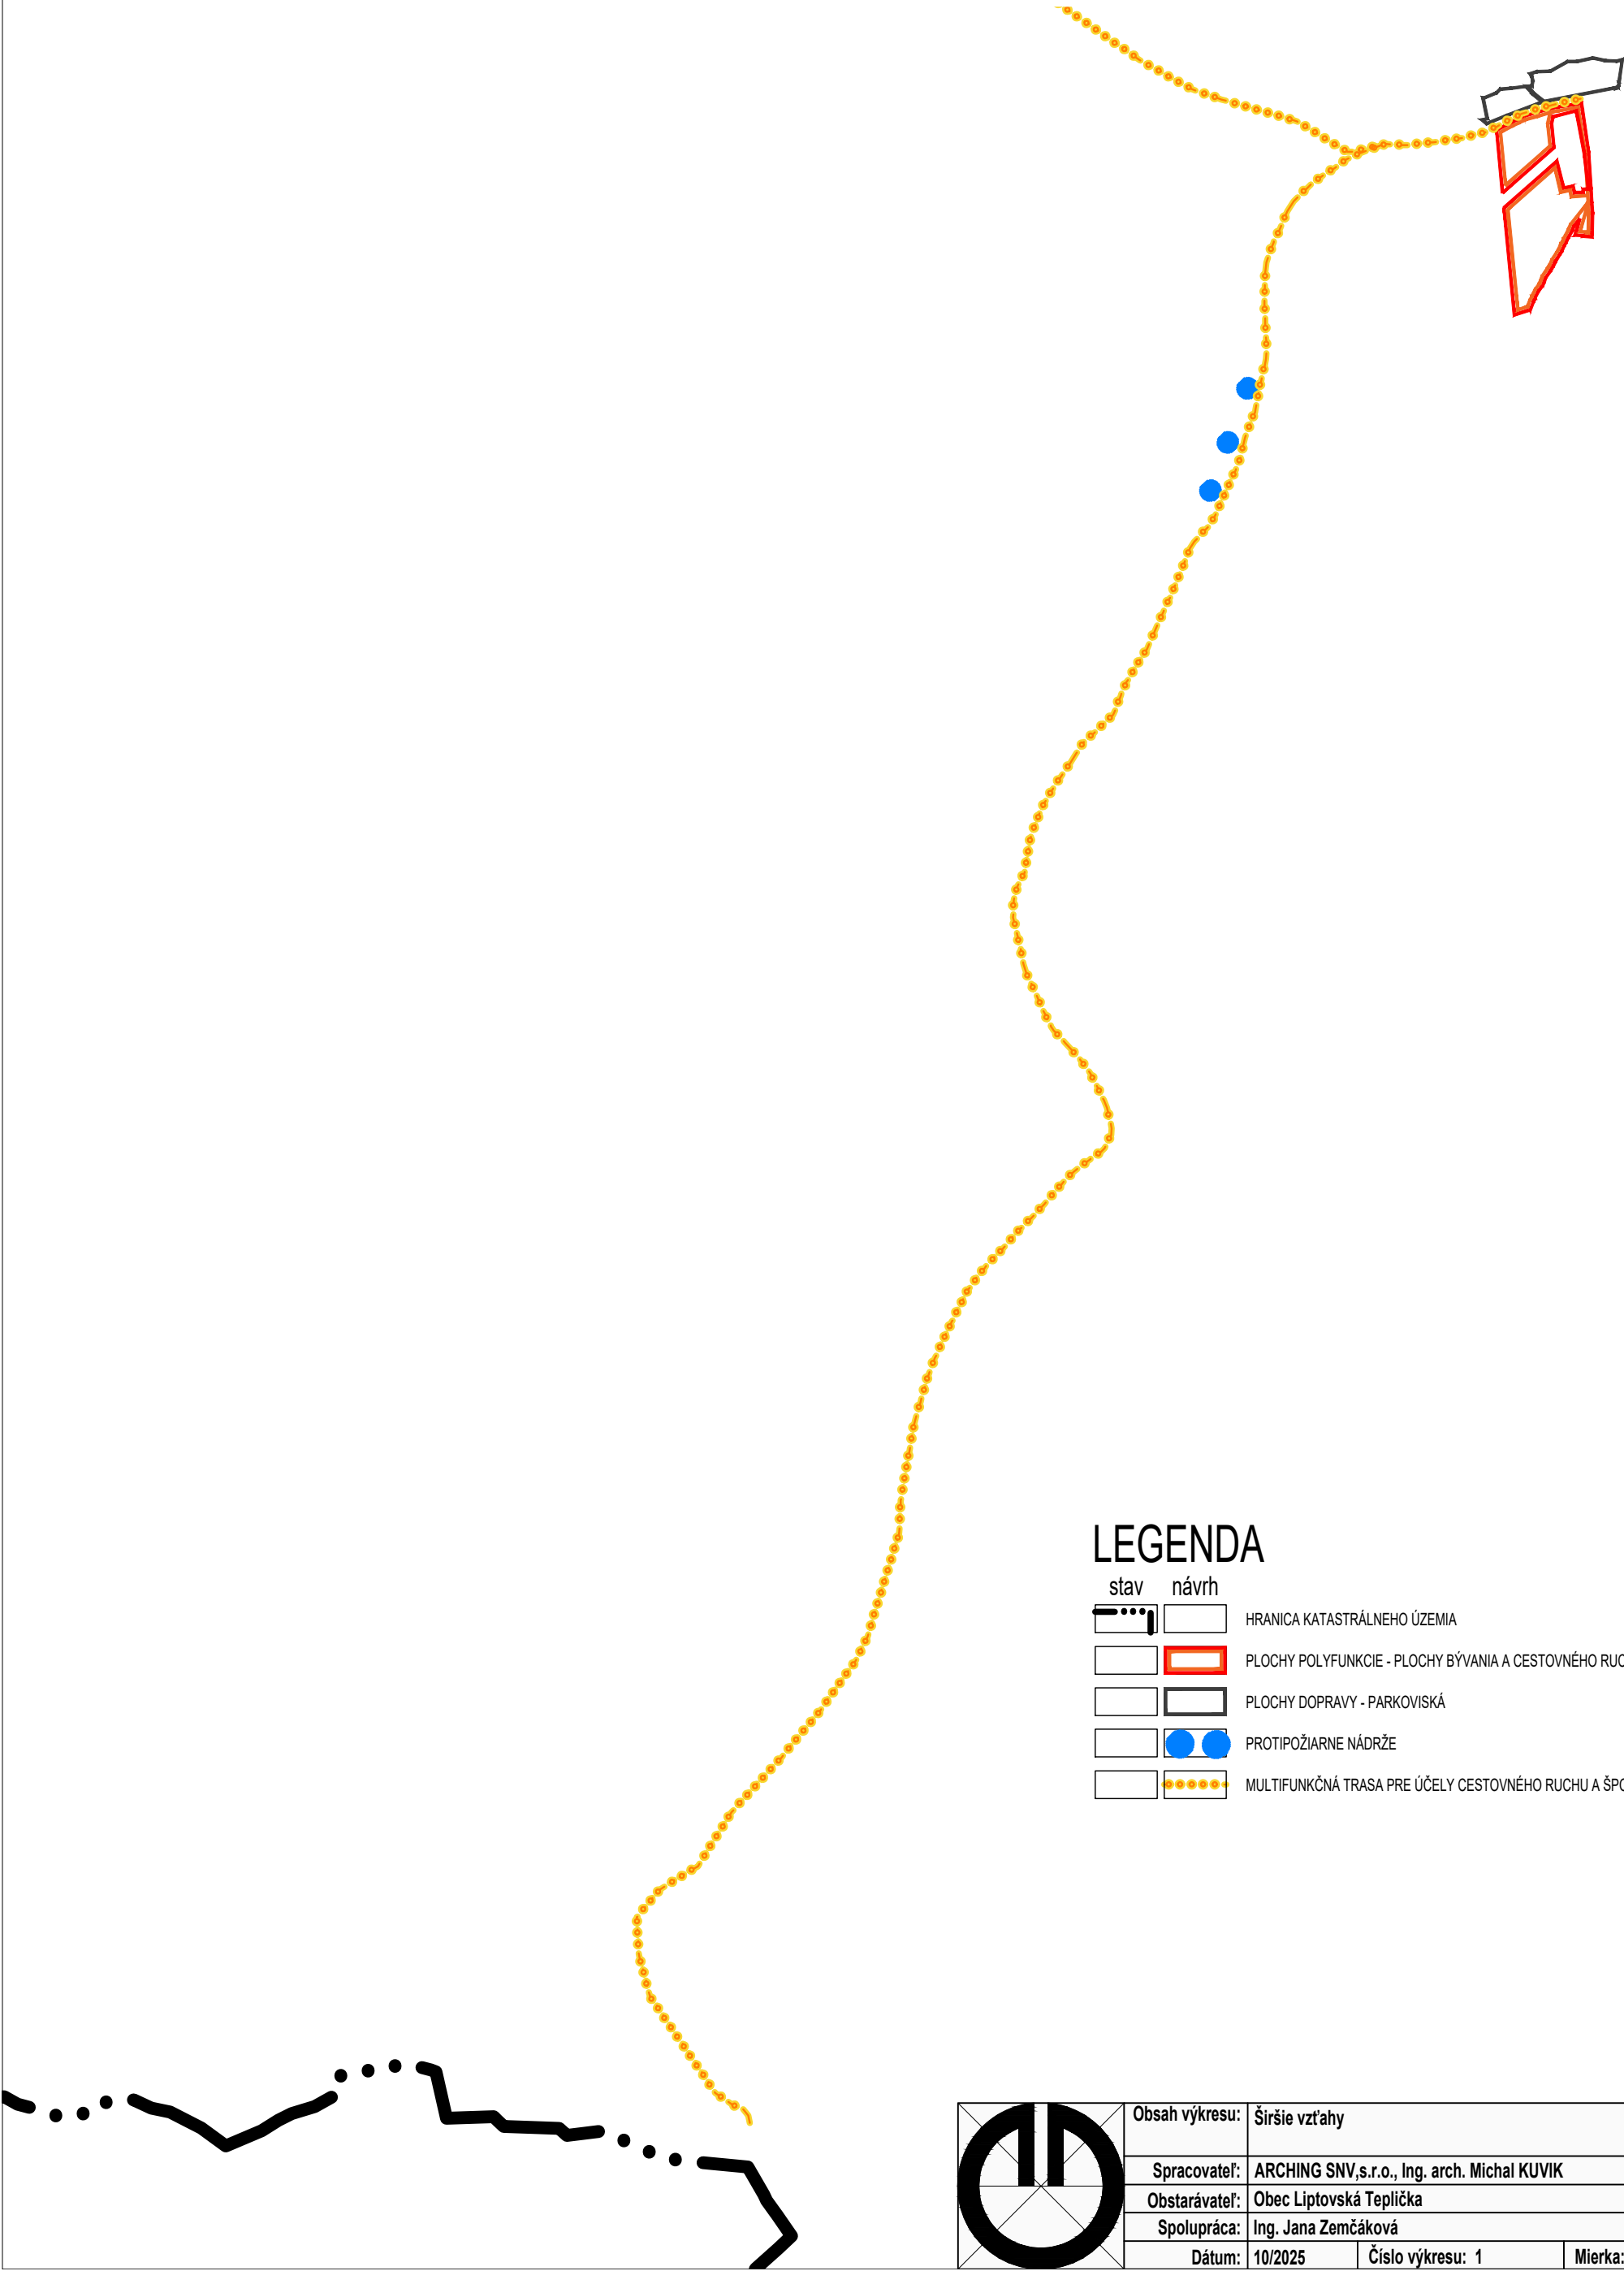 LEGENDA
stav návrh
HRANICA KATASTRÁLNEHO ÚZEMIA
PLOCHY POLYFUNKCIE - PLOCHY BÝVANIA A CESTOVNÉHO RUC
PLOCHY DOPRAVY - PARKOVISKÁ
PROTIPOŽIARNE NÁDRŽE
MULTIFUNKČNÁ TRASA PRE ÚČELY CESTOVNÉHO RUCHU A ŠPO
Obsah výkresu: Širšie vzťahy
Spracovateľ: ARCHING SNV,s.r.o., Ing. arch. Michal KUVIK
Obstarávateľ: Obec Liptovská Teplička
Spolupráca: Ing. Jana Zemčáková
Dátum: 10/2025 Číslo výkresu: 1 Mierka: